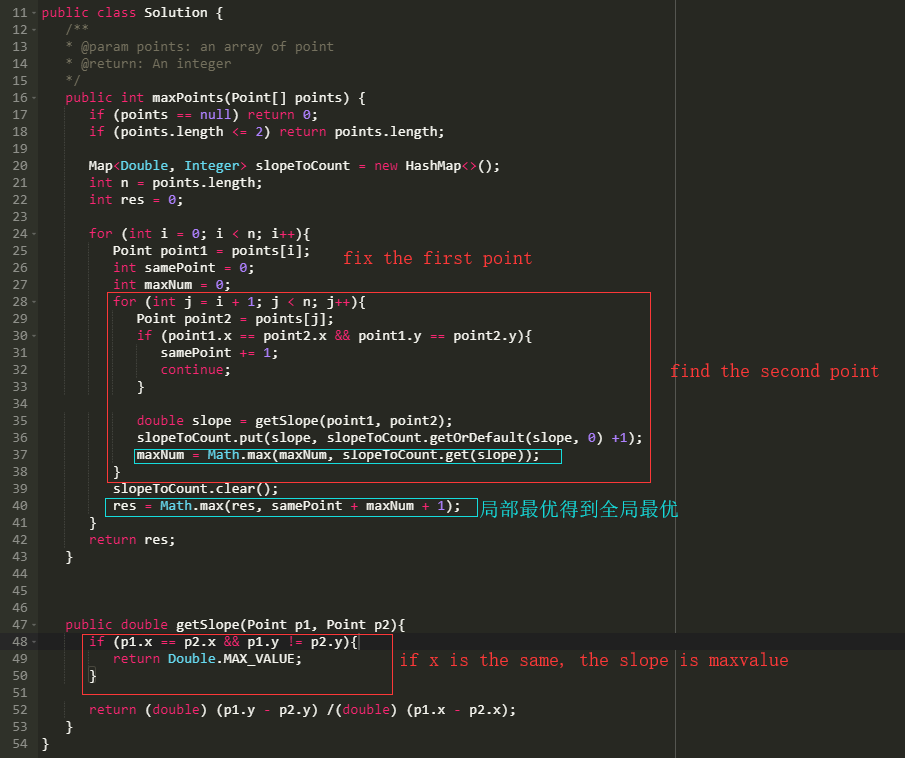 11 public class Solution {
12 /**
13 * @param points: an array of point
14 * @return: An integer
15 */
16 public int maxPoints(Point[] points) {
17 if (points == null) return 0;
18 if (points.length <= 2) return points.length;
19
20 Map<Double, Integer> slopeToCount = new HashMap<>();
21 int n = points.length;
22 int res = 0;
23
24 for (int i = 0; i < n; i++){
25 Point point1 = points[i];
fix the first point
26 int samePoint = 0;
27 int maxNum = 0;
28 for (int j = i + 1; j < n; j++){
29 Point point2 = points[j];
30 if (point1.x == point2.x && point1.y == point2.y){
31 samePoint += 1;
32 continue;
find the second point
33 }
34
35 double slope = getSlope(point1, point2);
36 slopeToCount.put(slope, slopeToCount.getOrDefault(slope, 0) +1);
37 maxNum = Math.max(maxNum, slopeToCount.get(slope));
38 }
39 slopeToCount.clear();
40 res = Math.max(res, samePoint + maxNum + 1); 局部最优得到全局最优
41 }
42 return res;
43 }
44
45
46
47 public double getSlope(Point p1, Point p2){
48 if (p1.x == p2.x && p1.y != p2.y){
49 return Double.MAX_VALUE; if x is the same, the slope is maxvalue
50 }
51
52 return (double) (p1.y - p2.y) /(double) (p1.x - p2.x);
53 }
54 }